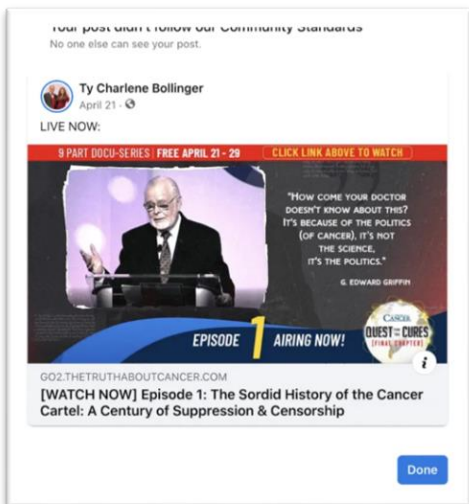 Your post didn't follow our Community Standards
No one else can see your post.
Ty Charlene Bollinger
April 21 ·
LIVE NOW:
9 PART DOCU-SERIES | FREE APRIL 21 - 29
CLICK LINK ABOVE TO WATCH
"HOW COME YOUR DOCTOR
DOESN'T KNOW ABOUT THIS?
IT'S BECAUSE OF THE POLITICS
(OF CANCER), IT'S NOT
THE SCIENCE,
IT'S THE POLITICS."
G. EDWARD GRIFFIN
EPISODE 1 AIRING NOW!
CANCER
QUEST FOR THE CURES
[FINAL CHAPTER]
i
GO2.THETRUTHABOUTCANCER.COM
[WATCH NOW] Episode 1: The Sordid History of the Cancer
Cartel: A Century of Suppression & Censorship
Done